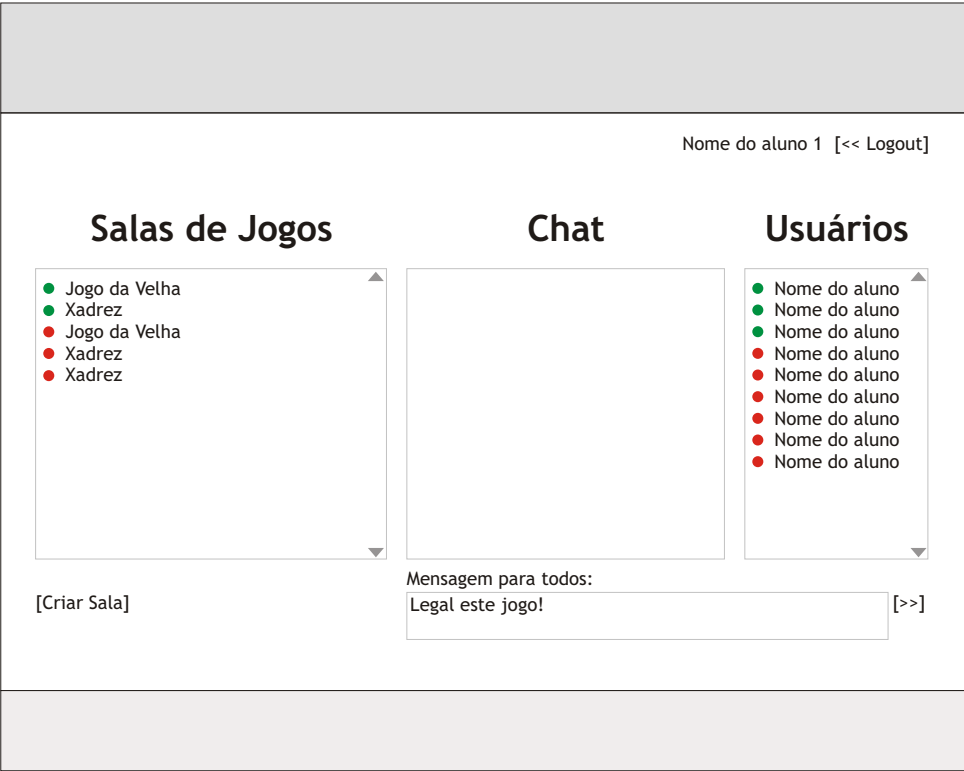 Nome do aluno 1 [<< Logout]
Salas de Jogos
Jogo da Velha
Xadrez
Jogo da Velha
Xadrez
Xadrez
Chat
Usuários
Nome do aluno
Nome do aluno
Nome do aluno
Nome do aluno
Nome do aluno
Nome do aluno
Nome do aluno
Nome do aluno
Nome do aluno
[Criar Sala]
Mensagem para todos:
Legal este jogo!
[>>]